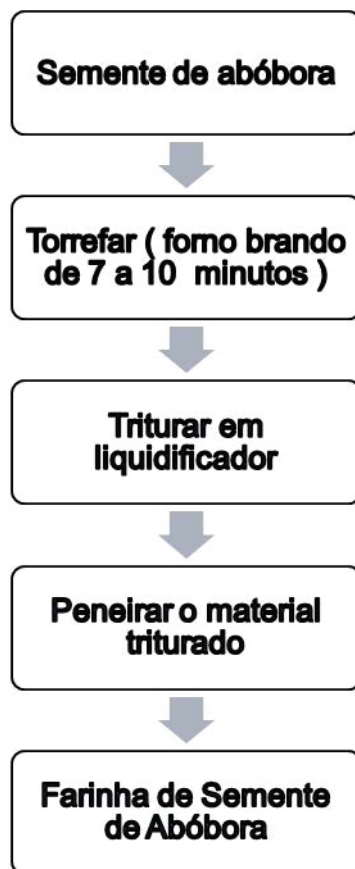 Semente de abóbora
Torrefar ( forno brando
de 7 a 10 minutos )
Triturar em
liquidificador
Peneirar o material
triturado
Farinha de Semente
de Abóbora